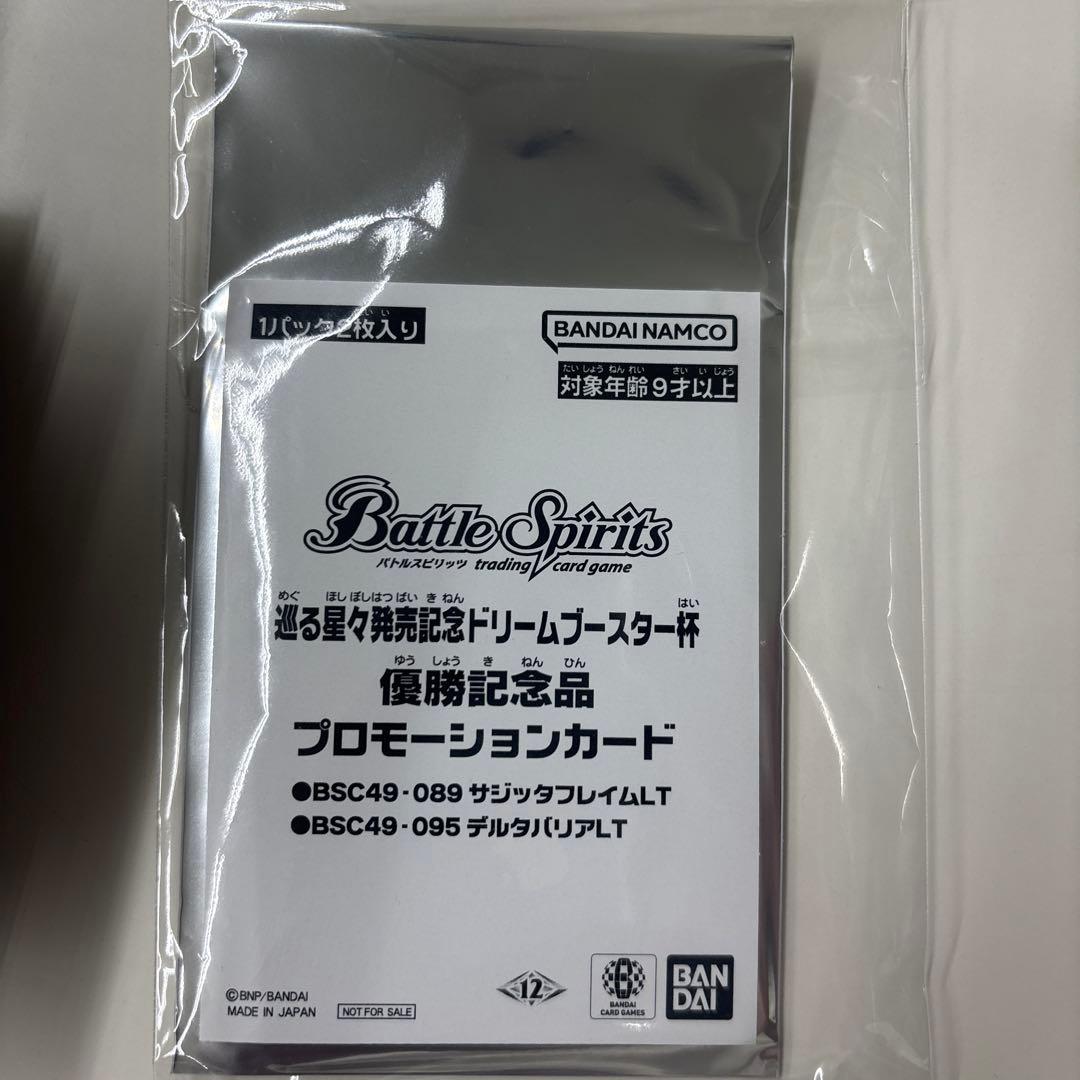 1パック2枚入り
BANDAI NAMCO
たいしょうねんれい さいいじょう
対象年齢9才以上
Battle Spirits
バトルスピリッツ trading card game
めぐ ほしぼしはつばいきねん はい
巡る星々発売記念ドリームブースター杯
ゆうしょうきねんひん
優勝記念品
プロモーションカード
●BSC49-089 サジッタフレイムLT
●BSC49-095 デルタバリアLT
©BNP/BANDAI
MADE IN JAPAN
NOT FOR SALE
12
B
BANDAI
CARD GAMES
BAN
DAI